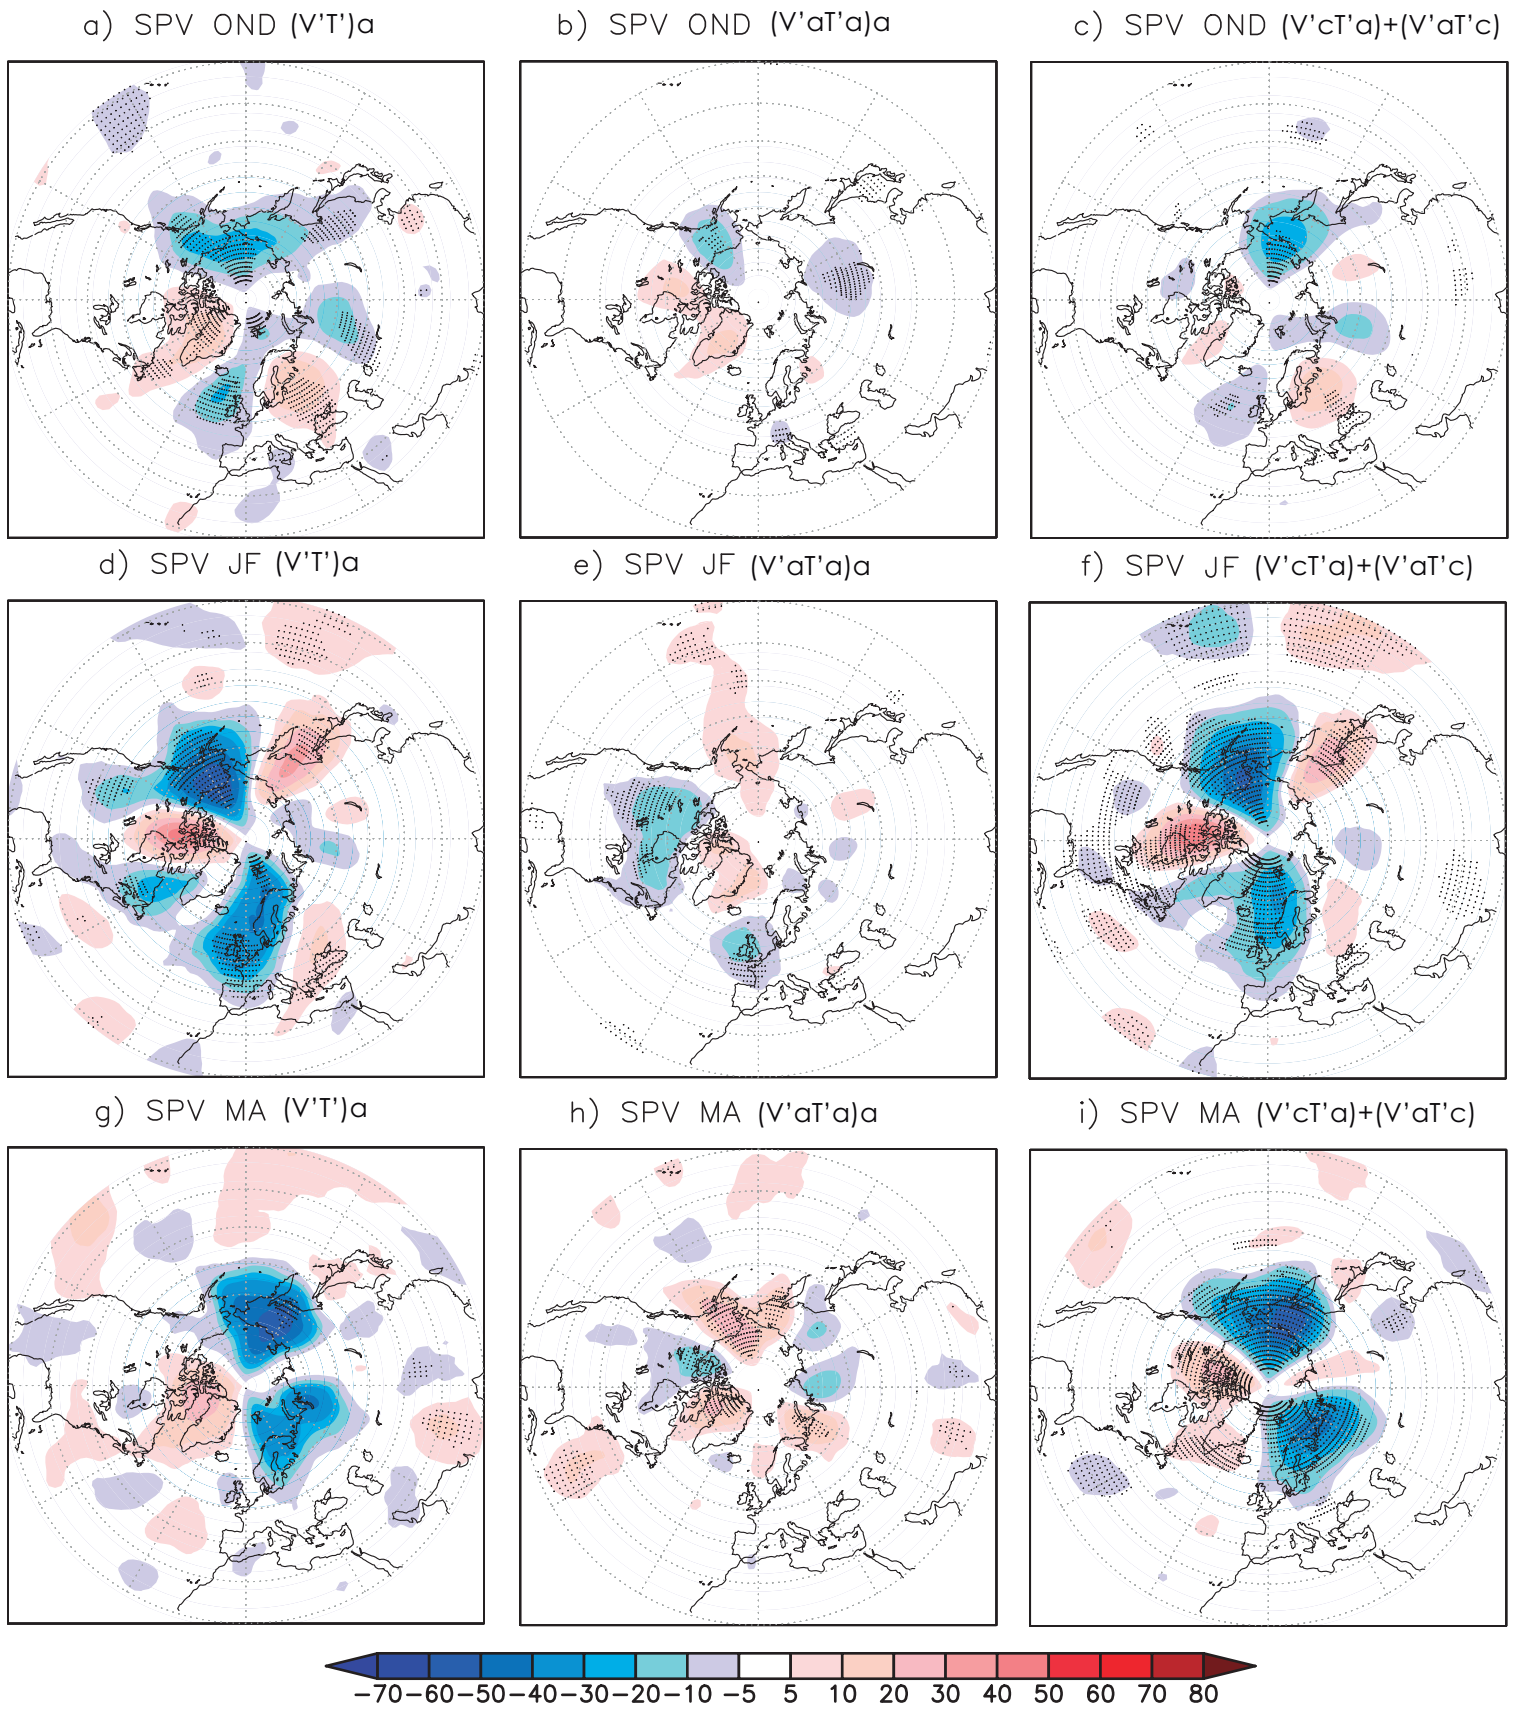 a) SPV OND (V'T')a
b) SPV OND (V'aT'a)a
c) SPV OND (V'cT'a)+(V'aT'c)
d) SPV JF (V'T')a
e) SPV JF (V'aT'a)a
f) SPV JF (V'cT'a)+(V'aT'c)
g) SPV MA (V'T')a
h) SPV MA (V'aT'a)a
i) SPV MA (V'cT'a)+(V'aT'c)
−70 −60 −50 −40 −30 −20 −10 −5 5 10 20 30 40 50 60 70 80